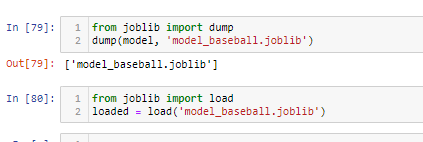 In [79]: 1 from joblib import dump
2 dump(model, 'model_baseball.joblib')
Out[79]: ['model_baseball.joblib']
In [80]: 1 from joblib import load
2 loaded = load('model_baseball.joblib')